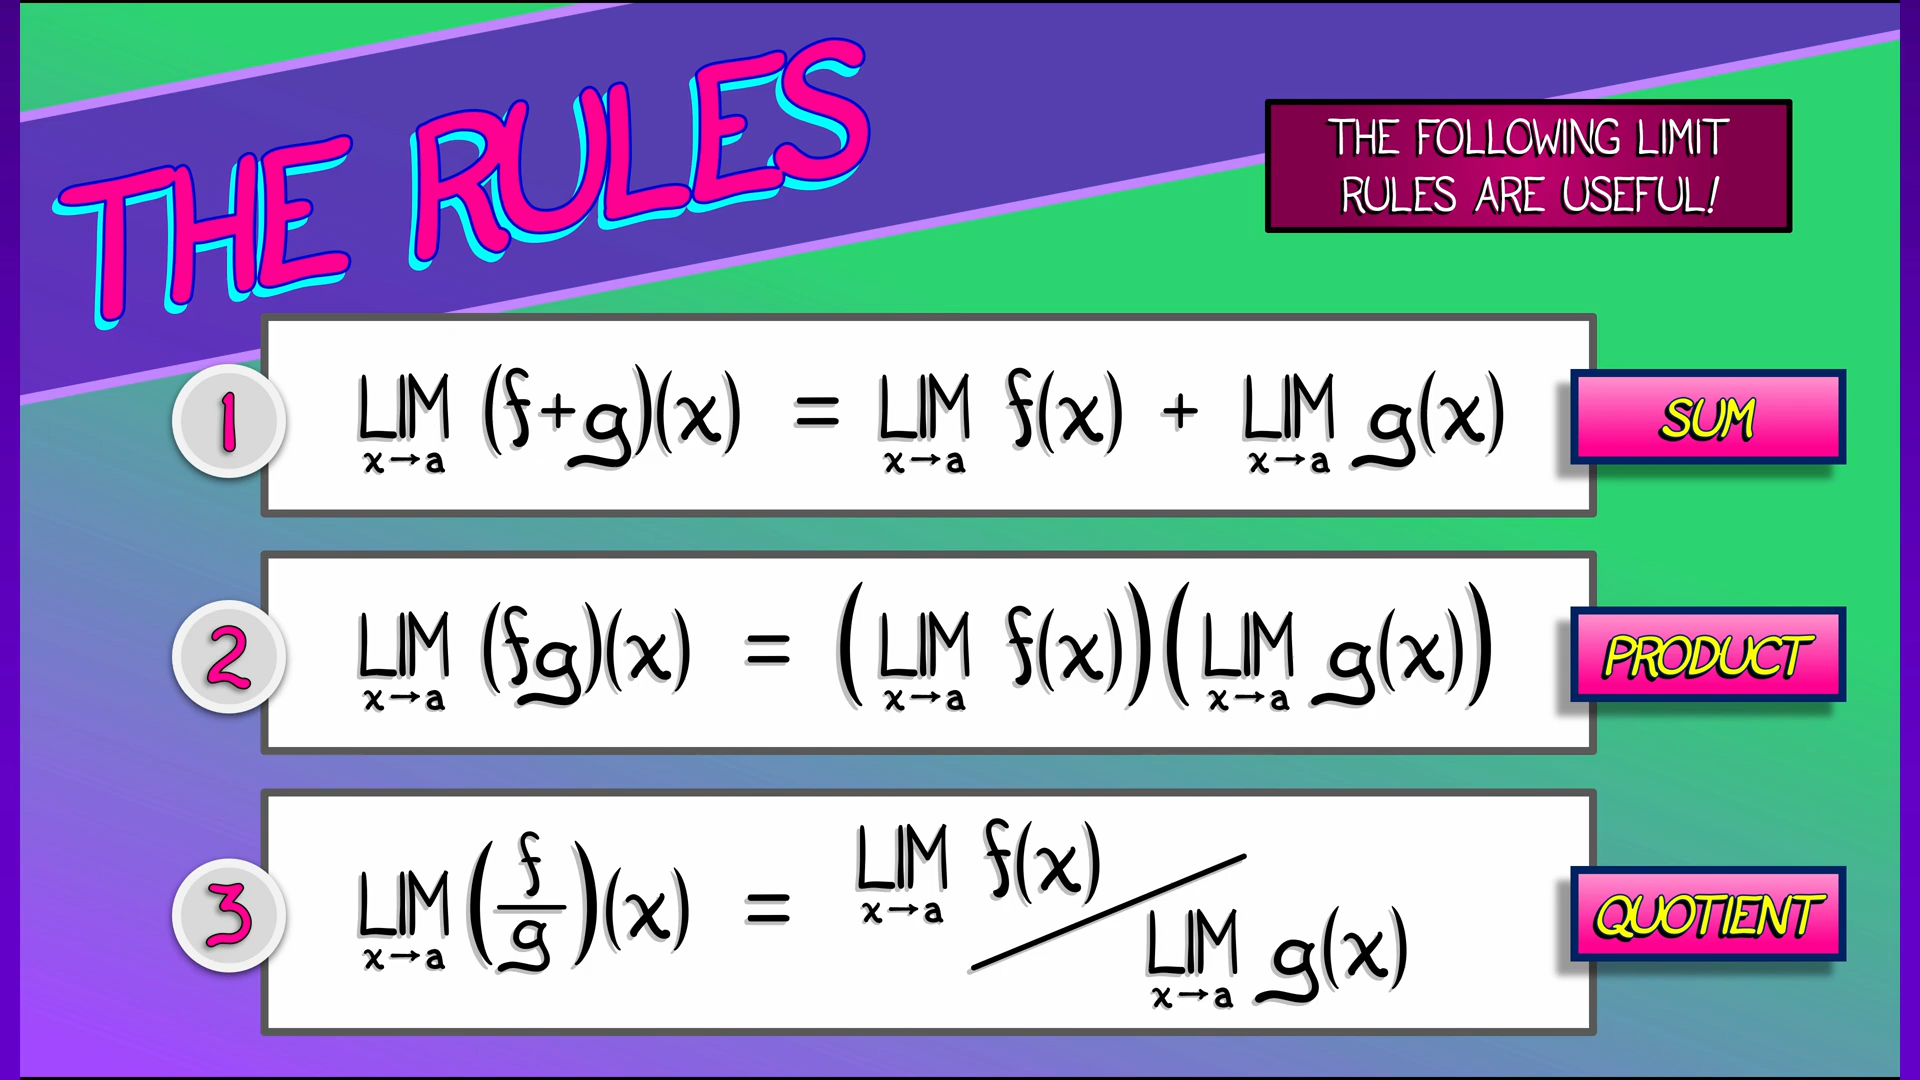 THE RULES
THE FOLLOWING LIMIT
RULES ARE USEFUL!
1
LIM x→a (f+g)(x) = LIM x→a f(x) + LIM x→a g(x)
SUM
2
LIM x→a (fg)(x) = (LIM x→a f(x))(LIM x→a g(x))
PRODUCT
3
LIM x→a (f/g)(x) = LIM x→a f(x) / LIM x→a g(x)
QUOTIENT